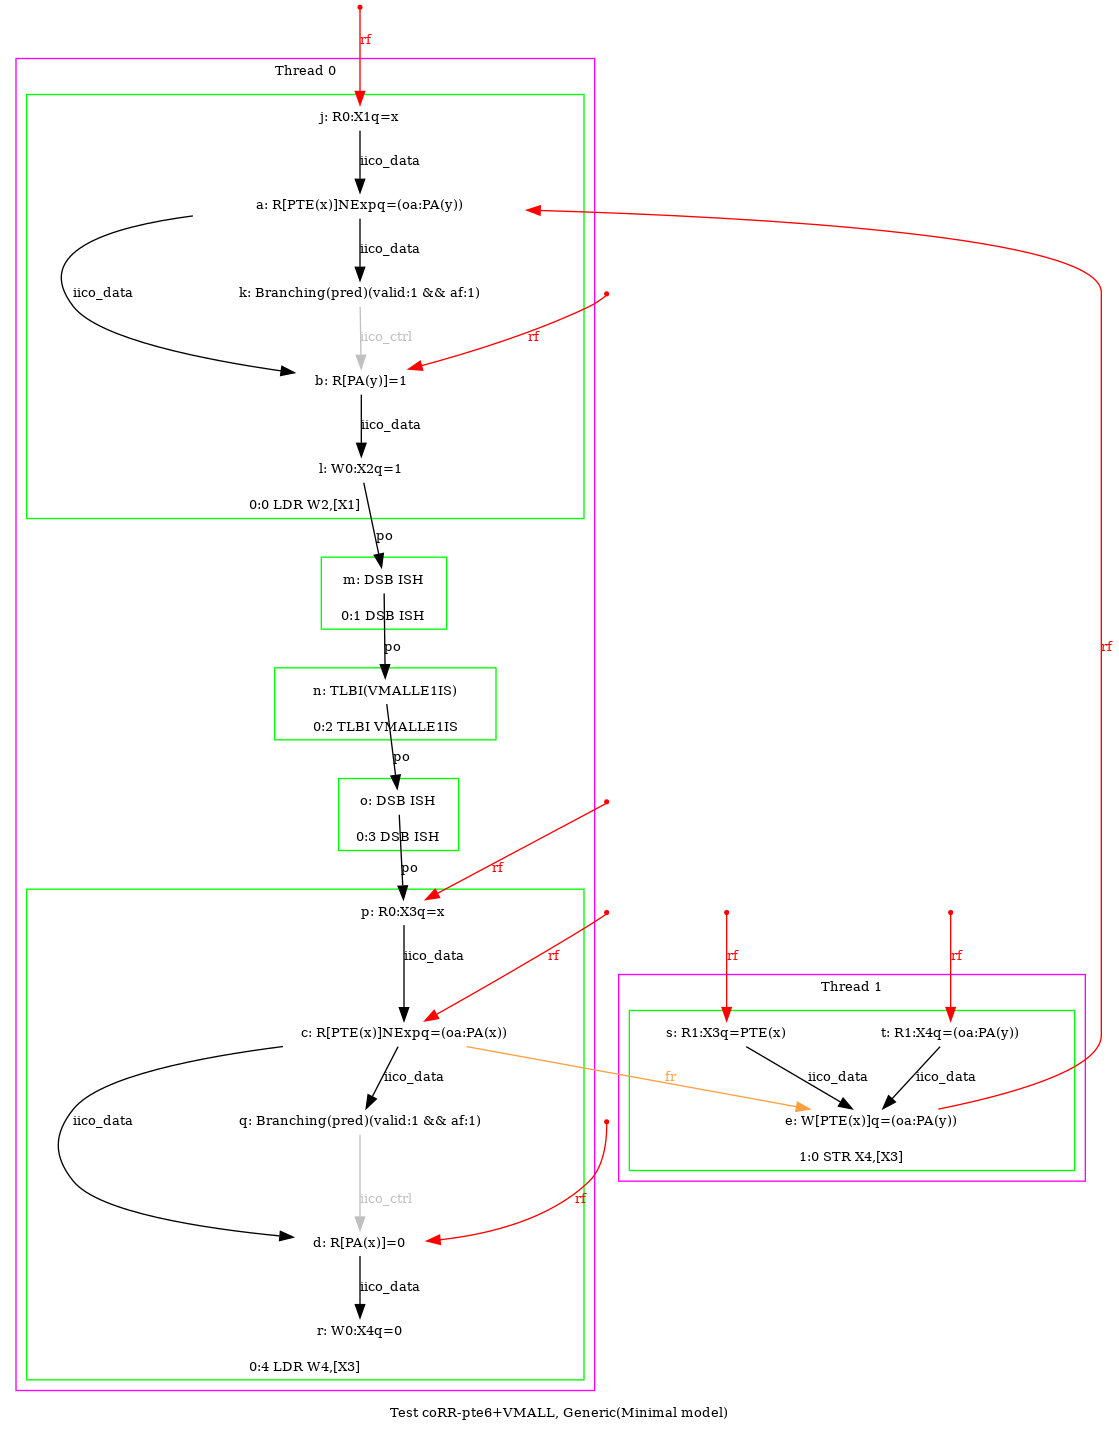 rf
Thread 0
j: R0:X1q=x
iico_data
a: R[PTE(x)]NExpq=(oa:PA(y))
iico_data
iico_data
k: Branching(pred)(valid:1 && af:1)
iico_ctrl
rf
b: R[PA(y)]=1
iico_data
l: W0:X2q=1
0:0 LDR W2,[X1]
po
m: DSB ISH
0:1 DSB ISH
po
rf
n: TLBI(VMALLE1IS)
0:2 TLBI VMALLE1IS
po
o: DSB ISH
0:3 DSB ISH
po
rf
p: R0:X3q=x
iico_data
rf
rf
rf
Thread 1
c: R[PTE(x)]NExpq=(oa:PA(x))
s: R1:X3q=PTE(x)
t: R1:X4q=(oa:PA(y))
iico_data
fr
iico_data
iico_data
iico_data
q: Branching(pred)(valid:1 && af:1)
e: W[PTE(x)]q=(oa:PA(y))
1:0 STR X4,[X3]
iico_ctrl
rf
d: R[PA(x)]=0
iico_data
r: W0:X4q=0
0:4 LDR W4,[X3]
Test coRR-pte6+VMALL, Generic(Minimal model)